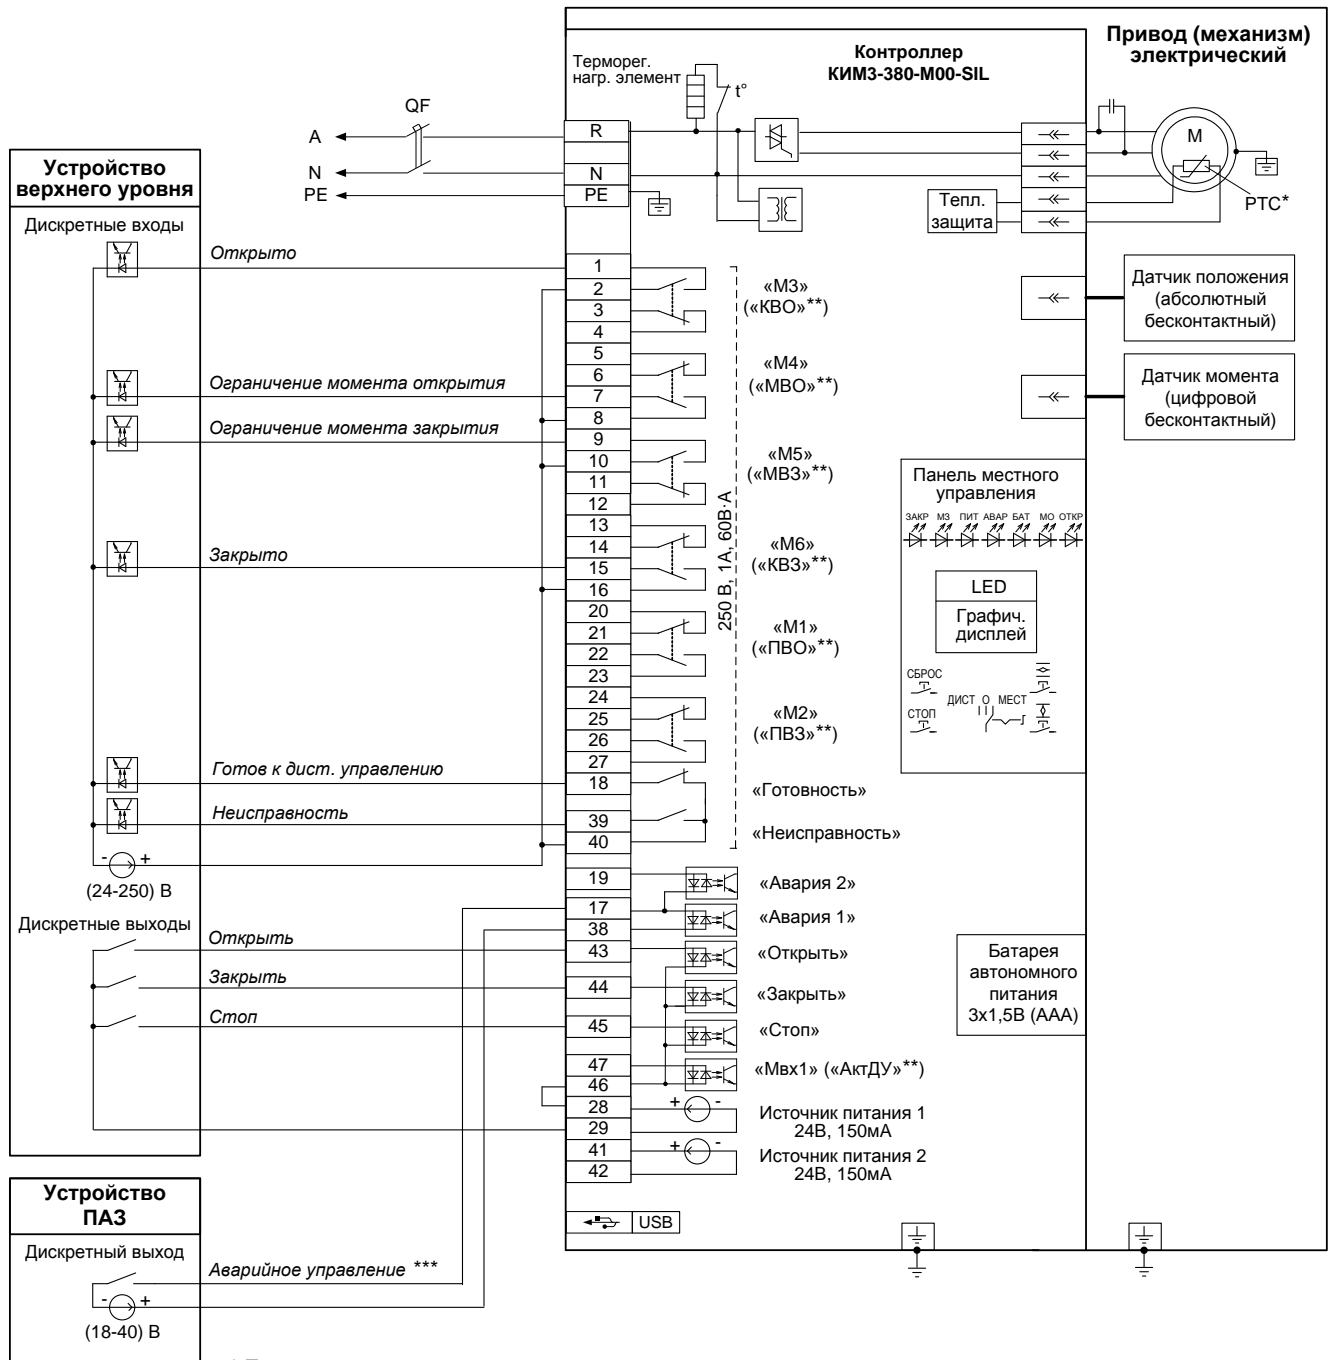 Привод (механизм)
электрический
Контроллер
КИМ3-380-М00-SIL
Терморег.
нагр. элемент
t°
QF
A
N
PE
R
N
PE
M
PTC*
Тепл.
защита
Устройство
верхнего уровня
Дискретные входы
Открыто
Ограничение момента открытия
Ограничение момента закрытия
Закрыто
Готов к дист. управлению
Неисправность
- +
(24-250) В
Дискретные выходы
Открыть
Закрыть
Стоп
1
2
3
4
5
6
7
8
9
10
11
12
13
14
15
16
20
21
22
23
24
25
26
27
18
39
40
19
17
38
43
44
45
47
46
28
29
41
42
«М3»
(«КВО»**)
«М4»
(«МВО»**)
«М5»
(«МВЗ»**)
«М6»
(«КВЗ»**)
«М1»
(«ПВО»**)
«М2»
(«ПВЗ»**)
250 В, 1А, 60В·А
«Готовность»
«Неисправность»
«Авария 2»
«Авария 1»
«Открыть»
«Закрыть»
«Стоп»
«Мвх1» («АктДУ»**)
+ -
Источник питания 1
24В, 150мА
+ -
Источник питания 2
24В, 150мА
USB
Датчик положения
(абсолютный
бесконтактный)
Датчик момента
(цифровой
бесконтактный)
Панель местного
управления
ЗАКР МЗ ПИТ АВАР БАТ МО ОТКР
LED
Графич.
дисплей
СБРОС
СТОП
ДИСТ О МЕСТ
Батарея
автономного
питания
3x1,5В (ААА)
Устройство
ПАЗ
Дискретный выход
Аварийное управление ***
- +
(18-40) В